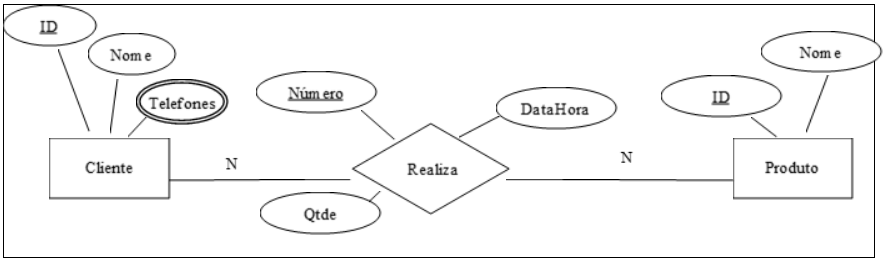 ID
Nome
Telefones
Cliente
N
Número
DataHora
Realiza
Qtde
N
ID
Nome
Produto